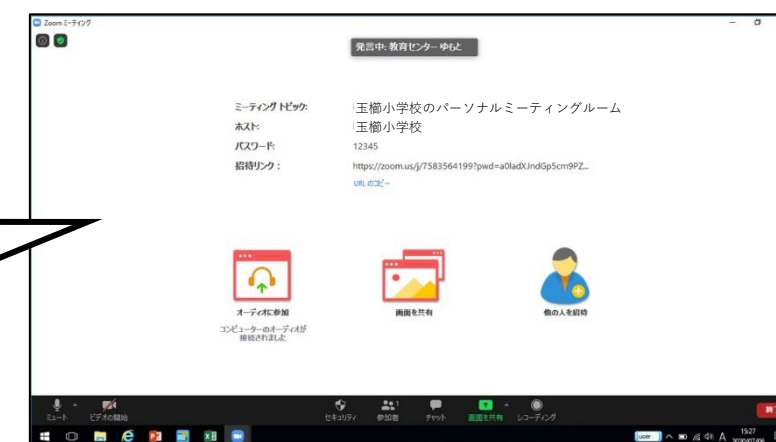 Zoom ミーティング
発言中: 教育センター ゆもと
ミーティング トピック: 玉櫛小学校のパーソナルミーティングルーム
ホスト: 玉櫛小学校
パスワード: 12345
招待リンク： https://zoom.us/j/7583564199?pwd=a0ladXJndGp5cm9PZ...
URL のコピー
オーディオに参加 画面を共有 他の人を招待
コンピューターのオーディオが
接続されました
ミュート ビデオの開始 セキュリティ 参加者 1 チャット 画面を共有 レコーディング
user A 15:27